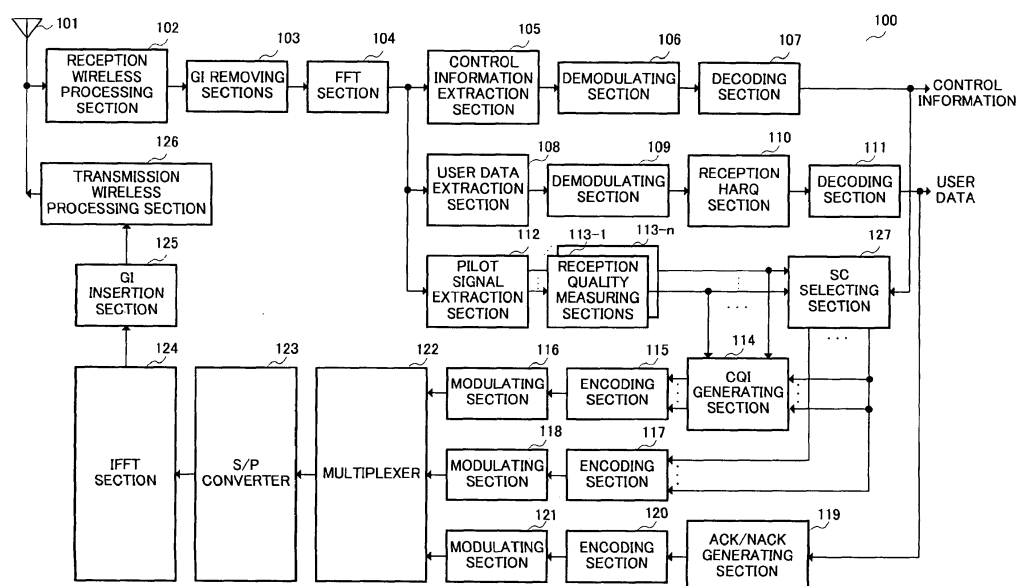 101
102
103
104
105
106
107
100
RECEPTION
WIRELESS
PROCESSING
SECTION
GI REMOVING
SECTIONS
FFT
SECTION
CONTROL
INFORMATION
EXTRACTION
SECTION
DEMODULATING
SECTION
DECODING
SECTION
CONTROL
INFORMATION
126
TRANSMISSION
WIRELESS
PROCESSING SECTION
108
USER DATA
EXTRACTION
SECTION
109
DEMODULATING
SECTION
110
RECEPTION
HARQ
SECTION
111
DECODING
SECTION
USER
DATA
125
GI
INSERTION
SECTION
112
PILOT
SIGNAL
EXTRACTION
SECTION
113-1
113-n
RECEPTION
QUALITY
MEASURING
SECTIONS
127
SC
SELECTING
SECTION
124
IFFT
SECTION
123
S/P
CONVERTER
122
MULTIPLEXER
116
MODULATING
SECTION
115
ENCODING
SECTION
114
CQI
GENERATING
SECTION
118
MODULATING
SECTION
117
ENCODING
SECTION
121
MODULATING
SECTION
120
ENCODING
SECTION
119
ACK/NACK
GENERATING
SECTION